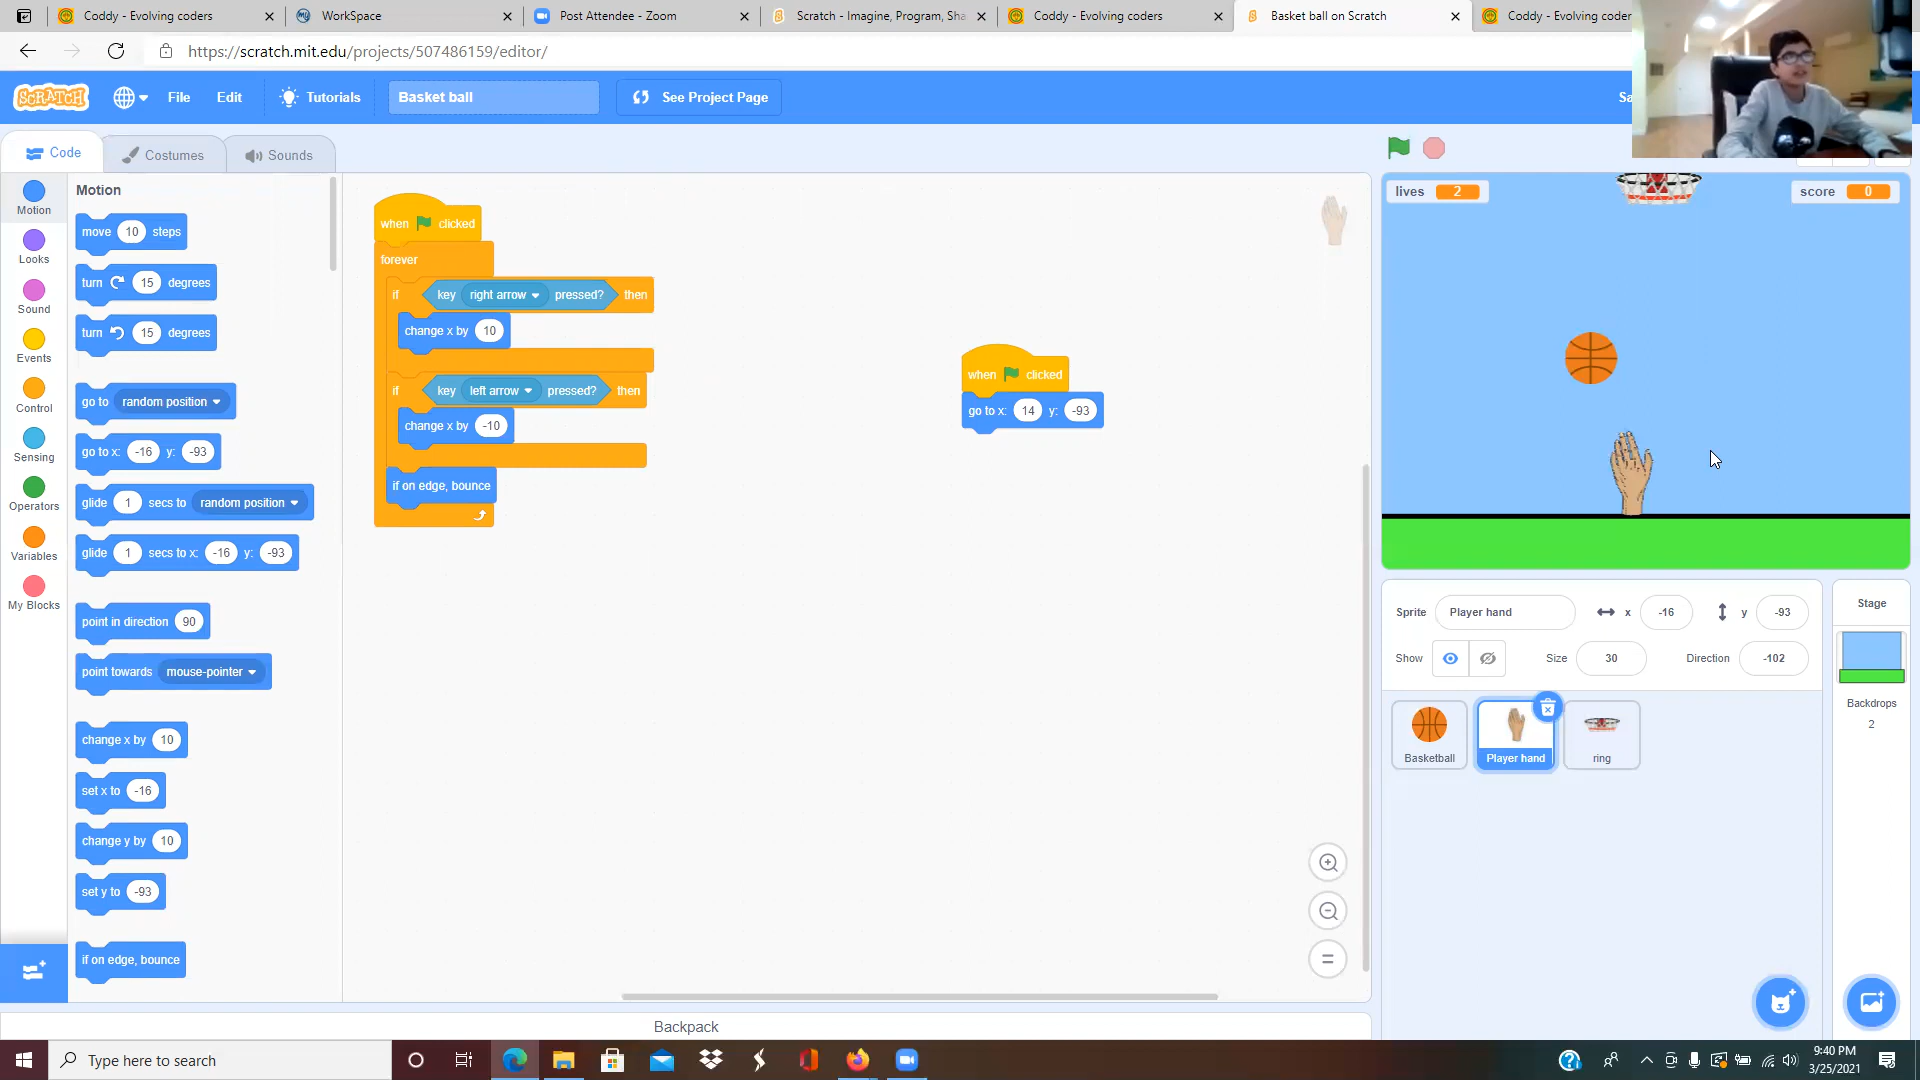 Coddy - Evolving coders
WorkSpace
Post Attendee - Zoom
Scratch - Imagine, Program, Sha
Coddy - Evolving coders
Basket ball on Scratch
Coddy - Evolving coder
https://scratch.mit.edu/projects/507486159/editor/
SCRATCH
File
Edit
Tutorials
Basket ball
See Project Page
Sa
Code
Costumes
Sounds
Motion
Looks
Sound
Events
Control
Sensing
Operators
Variables
My Blocks
Motion
move 10 steps
turn 15 degrees
turn 15 degrees
go to random position
go to x: -16 y: -93
glide 1 secs to random position
glide 1 secs to x: -16 y: -93
point in direction 90
point towards mouse-pointer
change x by 10
set x to -16
change y by 10
set y to -93
if on edge, bounce
when clicked
forever
if key right arrow pressed? then
change x by 10
if key left arrow pressed? then
change x by -10
if on edge, bounce
when clicked
go to x: 14 y: -93
lives 2
score 0
Sprite Player hand x -16 y -93
Show Size 30 Direction -102
Basketball
Player hand
ring
Stage
Backdrops
2
Backpack
Type here to search
9:40 PM
3/25/2021